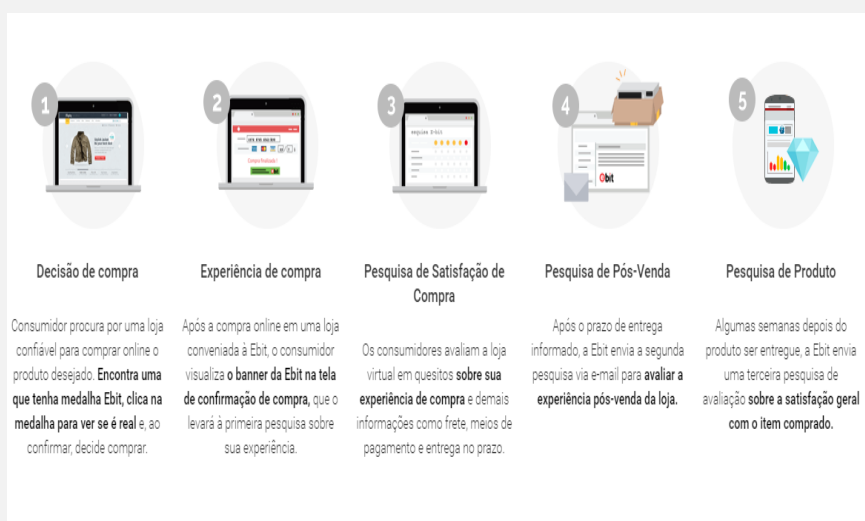 1
2
3
4
5
Compra finalizada!
bit
Decisão de compra
Consumidor procura por uma loja
confiável para comprar online o
produto desejado. Encontra uma
que tenha medalha Ebit, clica na
medalha para ver se é real e, ao
confirmar, decide comprar.
Experiência de compra
Após a compra online em uma loja
conveniada à Ebit, o consumidor
visualiza o banner da Ebit na tela
de confirmação de compra, que o
levará à primeira pesquisa sobre
sua experiência.
Pesquisa de Satisfação de
Compra
Os consumidores avaliam a loja
virtual em quesitos sobre sua
experiência de compra e demais
informações como frete, meios de
pagamento e entrega no prazo.
Pesquisa de Pós-Venda
Após o prazo de entrega
informado, a Ebit envia a segunda
pesquisa via e-mail para avaliar a
experiência pós-venda da loja.
Pesquisa de Produto
Algumas semanas depois do
produto ser entregue, a Ebit envia
uma terceira pesquisa de
avaliação sobre a satisfação geral
com o item comprado.